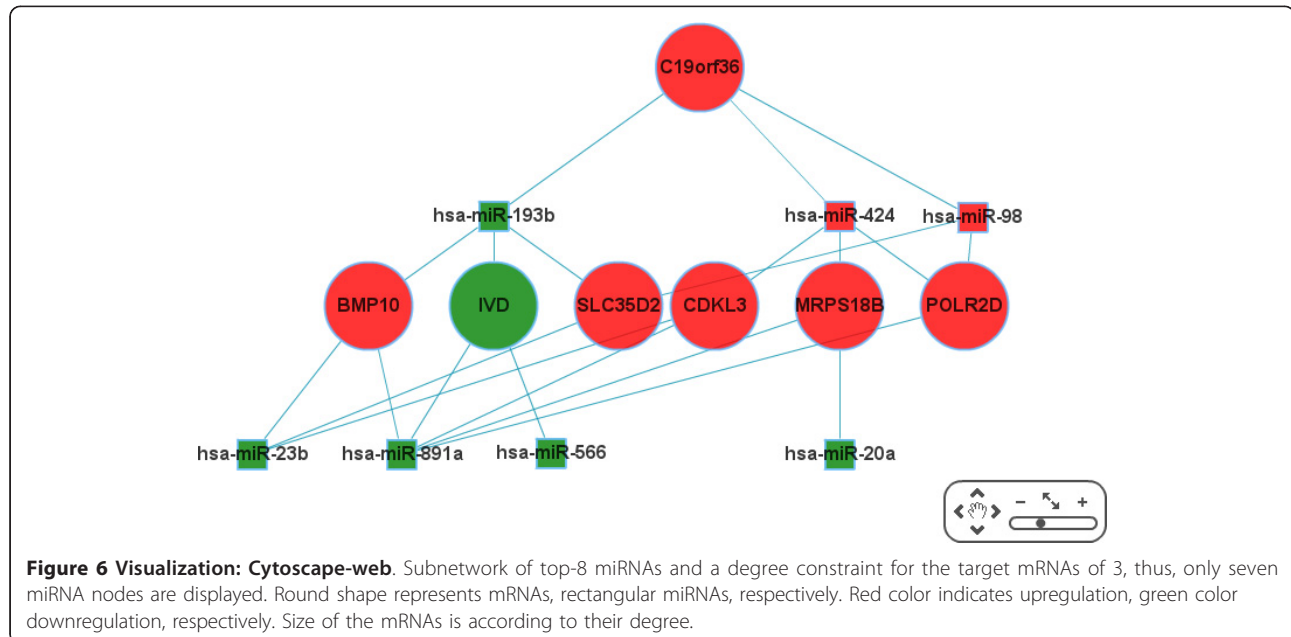 C19orf36
hsa-miR-193b
hsa-miR-424
hsa-miR-98
BMP10
IVD
SLC35D2
CDKL3
MRPS18B
POLR2D
hsa-miR-23b
hsa-miR-891a
hsa-miR-566
hsa-miR-20a
Figure 6 Visualization: Cytoscape-web. Subnetwork of top-8 miRNAs and a degree constraint for the target mRNAs of 3, thus, only seven
miRNA nodes are displayed. Round shape represents mRNAs, rectangular miRNAs, respectively. Red color indicates upregulation, green color
downregulation, respectively. Size of the mRNAs is according to their degree.